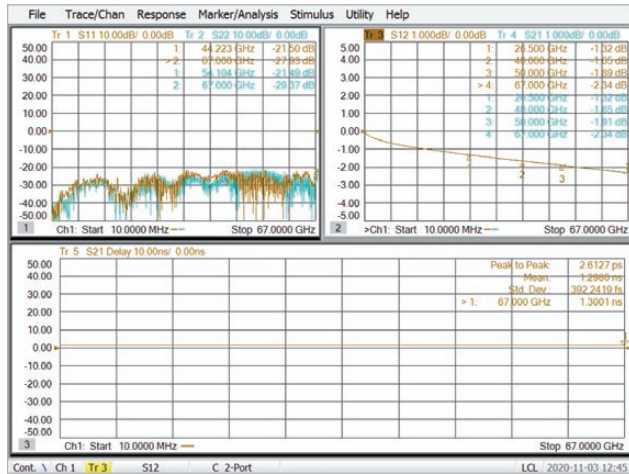 File Trace/Chan Response Marker/Analysis Stimulus Utility Help
Tr 1 S11 10.00dB/ 0.00dB Tr 2 S22 10.00dB/ 0.00dB
50.00
40.00
30.00
20.00
10.00
0.00
-10.00
-20.00
-30.00
-40.00
-50.00
1: 44.223 GHz -21.50 dB
> 2: 67.000 GHz
1: GHz -21.49 dB
2: 67.000 GHz -29.37 dB
1 Ch1: Start 10.0000 MHz Stop 67.0000 GHz
Tr 3 S12 1.000dB/ 0.00dB Tr 4 S21 1.000dB/ 0.00dB
5.00
4.00
3.00
2.00
1.00
0.00
-1.00
-2.00
-3.00
-4.00
-5.00
1: 26.500 GHz -1.32 dB
2: 40.000 GHz -1.65 dB
3: 50.000 GHz -1.89 dB
> 4: 67.000 GHz -2.34 dB
1: 26.500 GHz -1.32 dB
2: 40.000 GHz -1.65 dB
3: 50.000 GHz -1.91 dB
4: 67.000 GHz -2.34 dB
1
2
3
2 >Ch1: Start 10.0000 MHz Stop 67.0000 GHz
Tr 5 S21 Delay 10.00ns/ 0.00ns
50.00
40.00
30.00
20.00
10.00
0.00
-10.00
-20.00
-30.00
-40.00
-50.00
Peak to Peak: 2.6127 ps
Mean: 1.2980 ns
Std. Dev.: 392.2419 fs
> 1: 67.000 GHz 1.3001 ns
1
3 Ch1: Start 10.0000 MHz Stop 67.0000 GHz
Cont. Ch 1 Tr 3 S12 C 2-Port LCL 2020-11-03 12:45